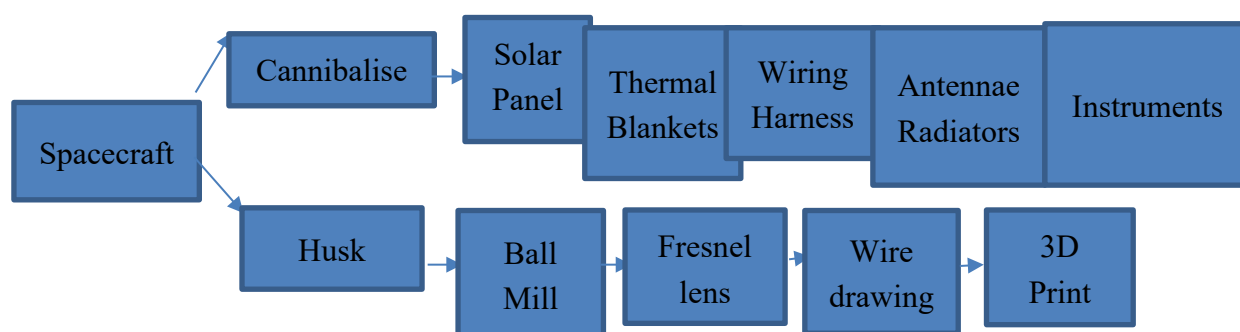 Spacecraft
Cannibalise
Solar
Panel
Thermal
Blankets
Wiring
Harness
Antennae
Radiators
Instruments
Husk
Ball
Mill
Fresnel
lens
Wire
drawing
3D
Print